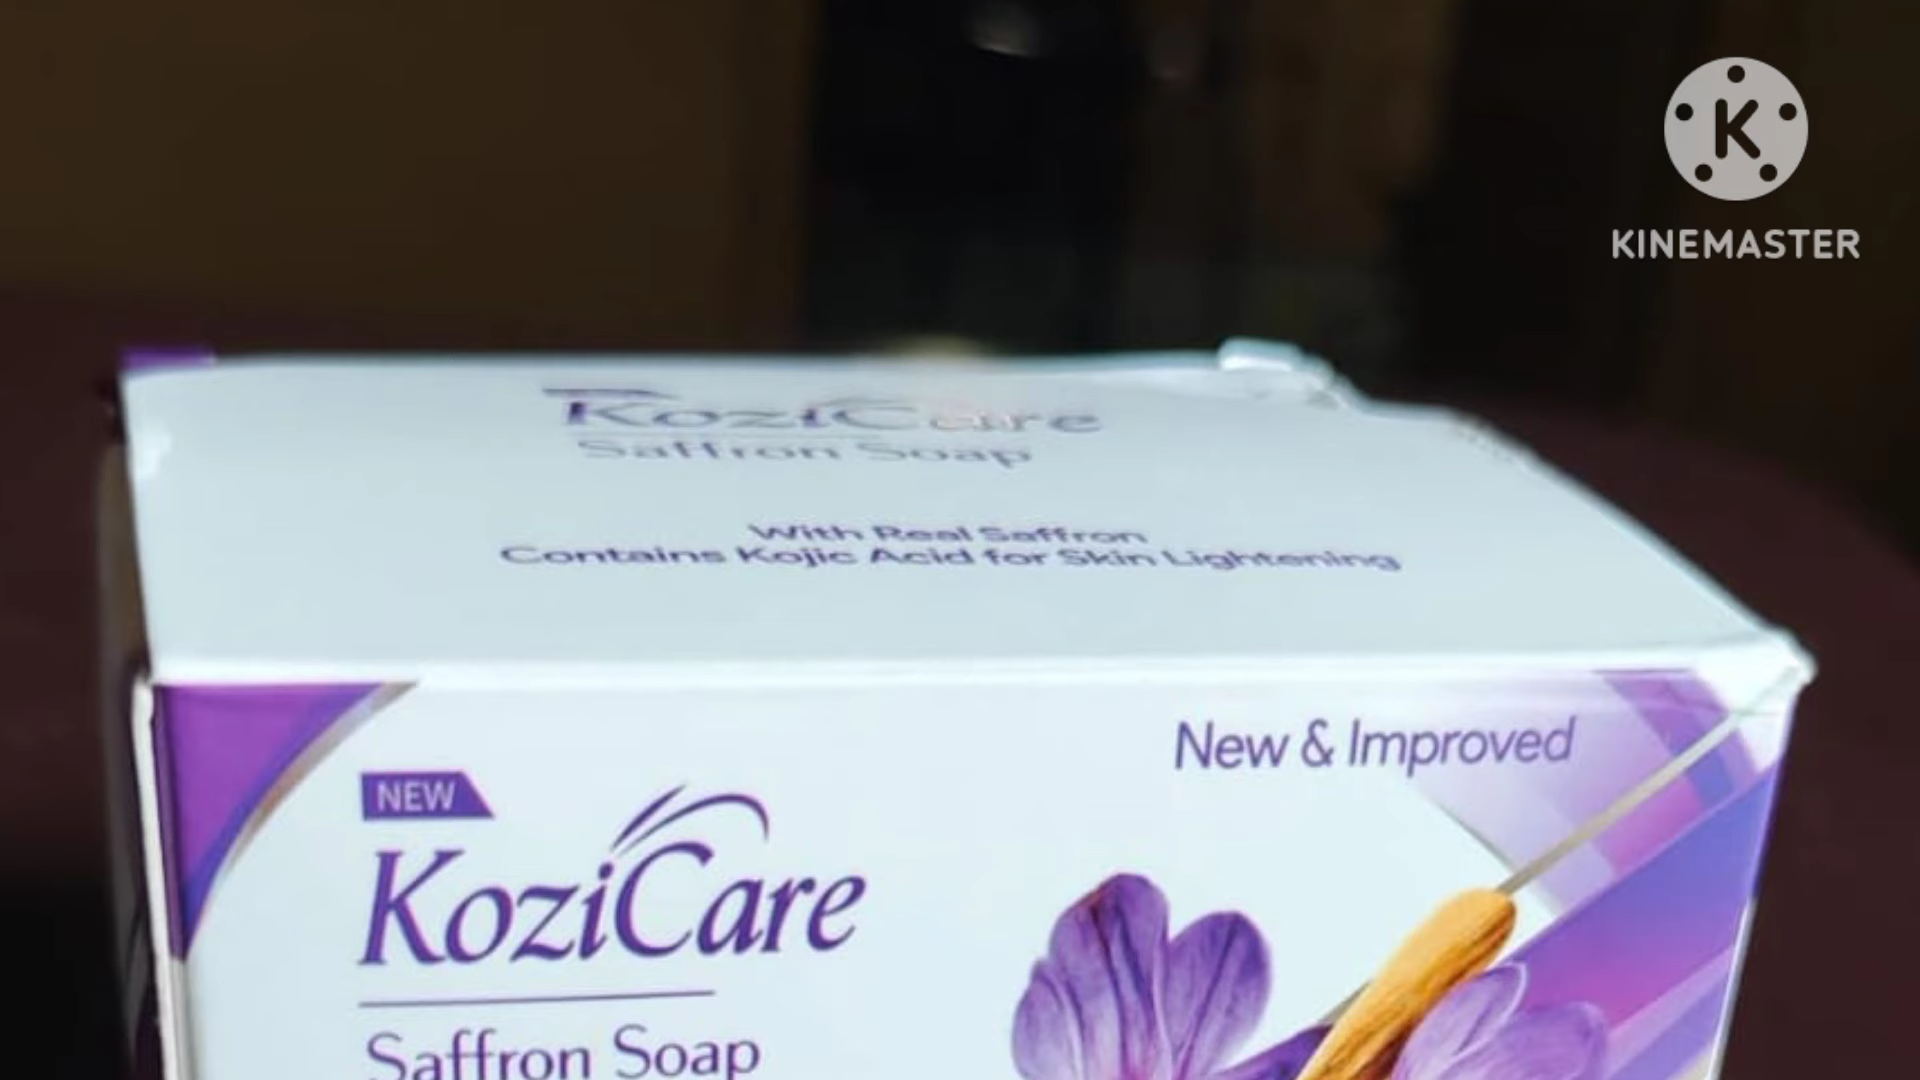 KINEMASTER
KoziCare
Saffron Soap
With Real Saffron
Contains Kojic Acid for Skin Lightening
New & Improved
NEW
KoziCare
Saffron Soap